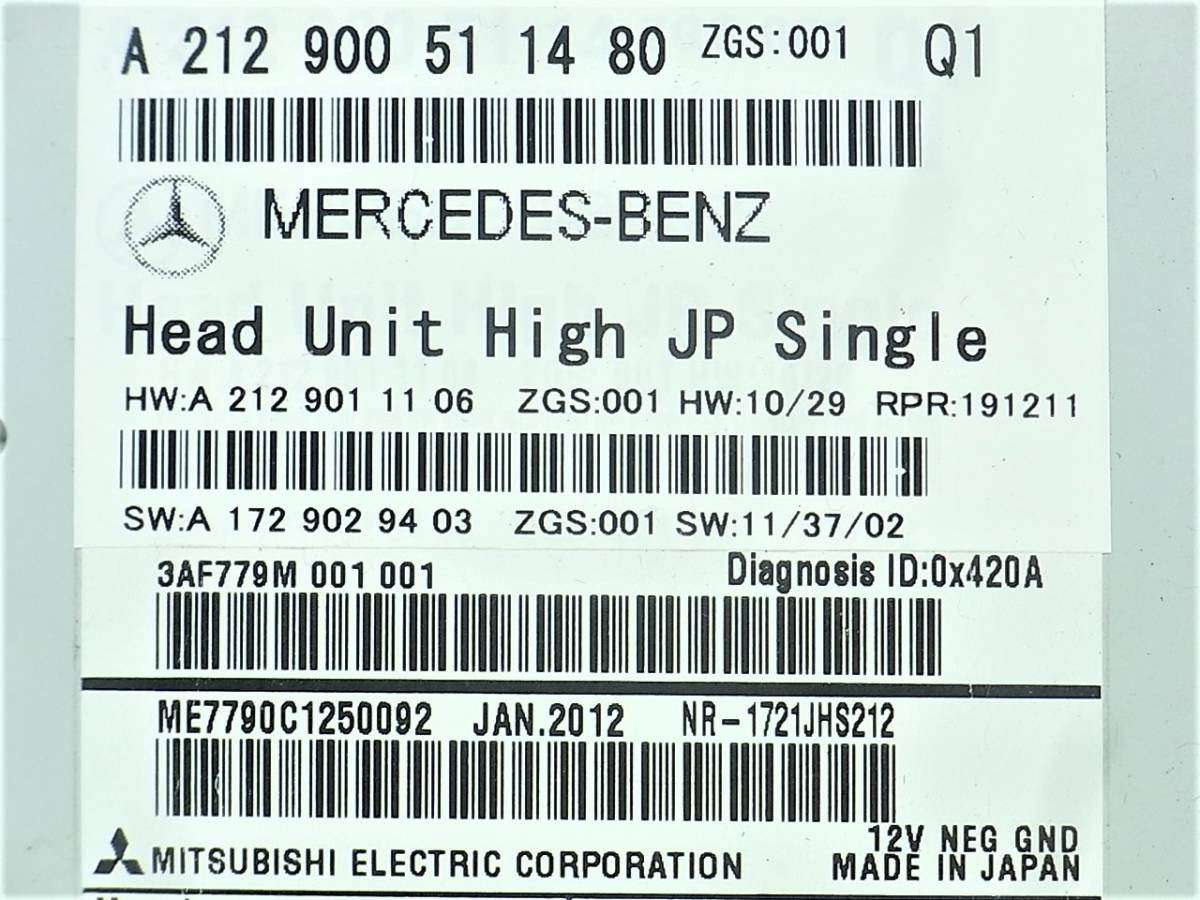 A 212 900 51 14 80 ZGS:001 Q1
MERCEDES-BENZ
Head Unit High JP Single
HW:A 212 901 11 06 ZGS:001 HW:10/29 RPR:191211
SW:A 172 902 94 03 ZGS:001 SW:11/37/02
3AF779M 001 001 Diagnosis ID:0x420A
ME7790C1250092 JAN.2012 NR-1721JHS212
12V NEG GND
MITSUBISHI ELECTRIC CORPORATION MADE IN JAPAN